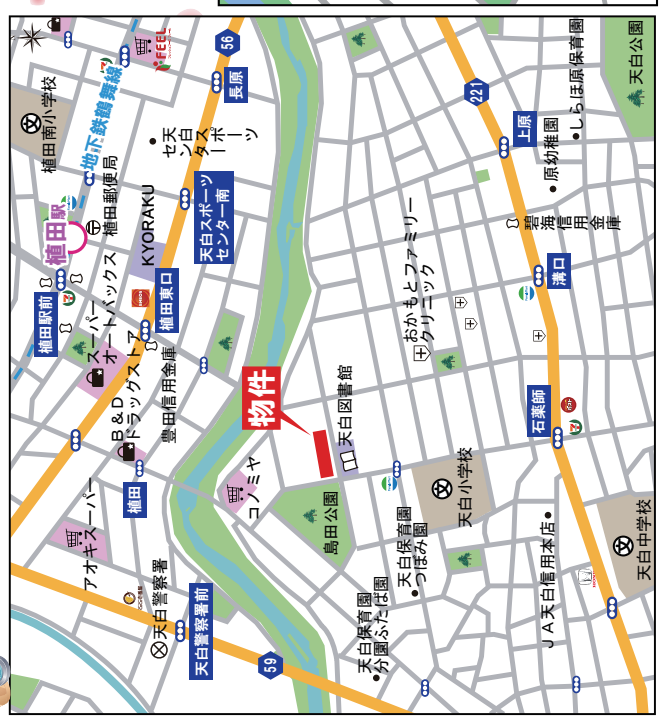 56
FEEL
長原
植田南小学校
地下鉄鶴舞線
天白スポーツ
センター
植田郵便局
植田駅
KYORAKU
天白スポーツ
センター南
植田駅前
スーパー
オートバックス
植田東口
B&D
ドラッグストア
豊田信用金庫
植田
アオキスーパー
天白警察署
天白警察署前
59
コノミヤ
物件
天白図書館
島田公園
おかもとファミリー
クリニック
221
上原
しらほ原保育園
天白公園
原幼稚園
碧海信用金庫
溝口
石薬師
天白小学校
天白保育園
つぼみ園
天白保育園
分園ふたば園
JA天白信用本店
天白中学校